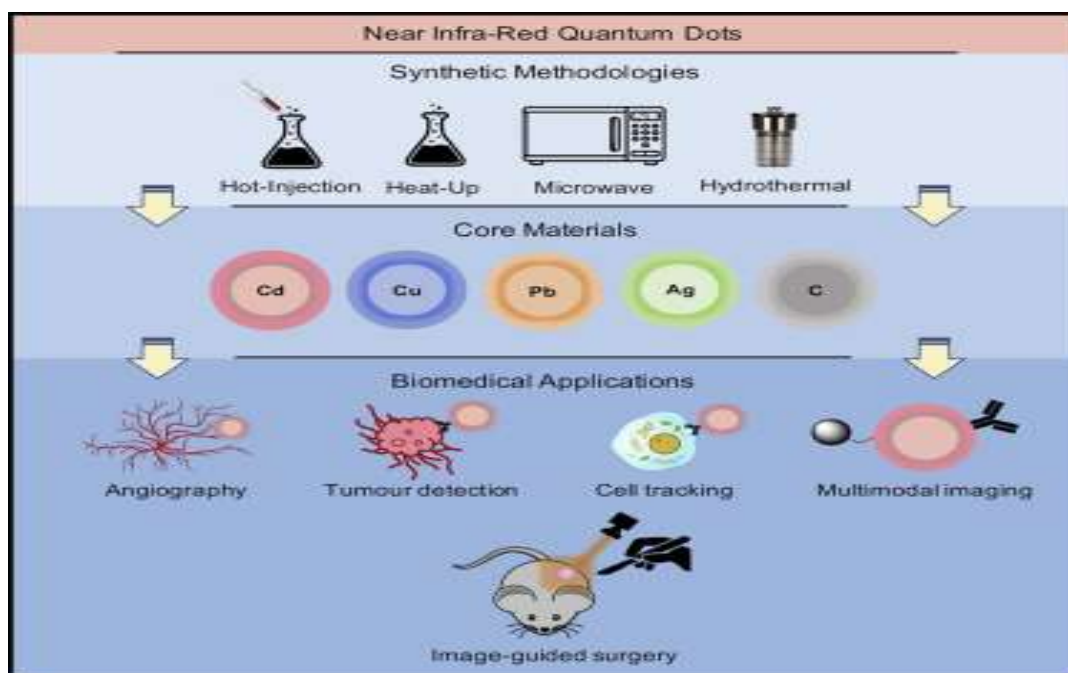 Near Infra-Red Quantum Dots
Synthetic Methodologies
Hot-Injection
Heat-Up
Microwave
Hydrothermal
Core Materials
Cd
Cu
Pb
Ag
C
Biomedical Applications
Angiography
Tumour detection
Cell tracking
Multimodal imaging
Image-guided surgery